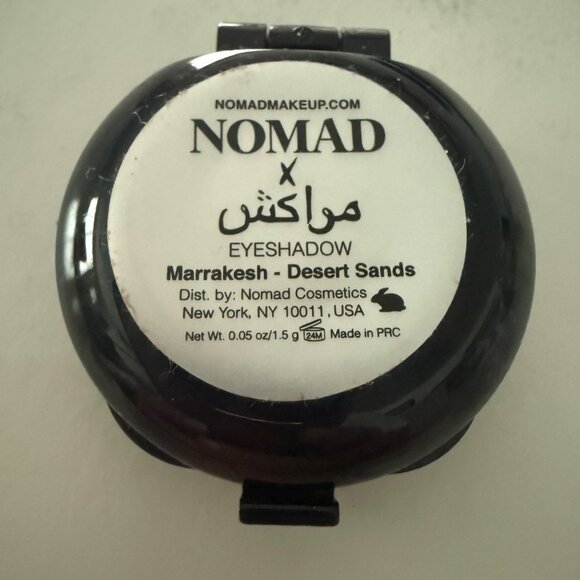 NOMADMAKEUP.COM
NOMAD
X
مراكش
EYESHADOW
Marrakesh - Desert Sands
Dist. by: Nomad Cosmetics
New York, NY 10011, USA
Net Wt. 0.05 oz/1.5 g 24M Made in PRC